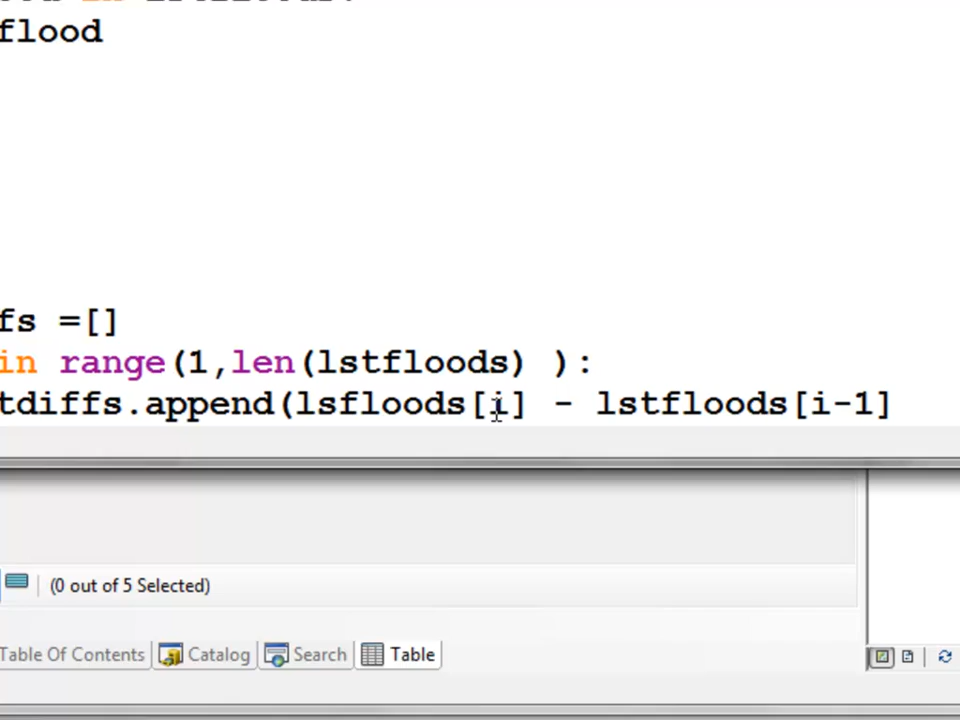 flood
fs =[]
in range(1,len(lstfloods) ):
tdiffs.append(lsfloods[i] - lstfloods[i-1]
(0 out of 5 Selected)
Table Of Contents Catalog Search Table